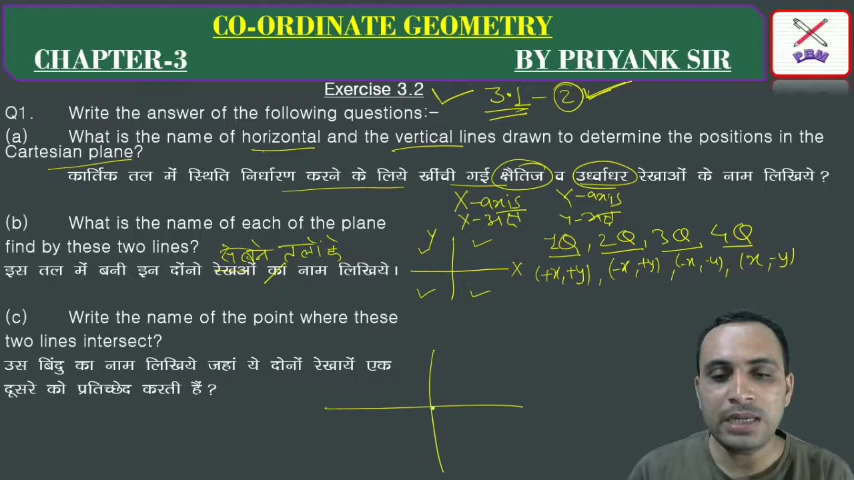 CO-ORDINATE GEOMETRY
CHAPTER-3 BY PRIYANK SIR
PBM
Exercise 3.2 3.1 - 2
Q1. Write the answer of the following questions:-
(a) What is the name of horizontal and the vertical lines drawn to determine the positions in the
Cartesian plane?
कार्तिक तल में स्थिति निर्धारण करने के लिये खींची गई क्षैतिज व उर्ध्वाधर रेखाओं के नाम लिखिये ?
X-axis Y-axis
X-अक्ष Y-अक्ष
(b) What is the name of each of the plane
find by these two lines?
से बने तलों के
इस तल में बनी इन दोंनो रेखओं का नाम लिखिये।
Y
X
1Q, 2Q, 3Q, 4Q
(+x,+y), (-x,+y), (-x,-y), (x,-y)
(c) Write the name of the point where these
two lines intersect?
उस बिंदु का नाम लिखिये जहां ये दोनों रेखायें एक
दूसरे को प्रतिच्छेद करती हैं ?